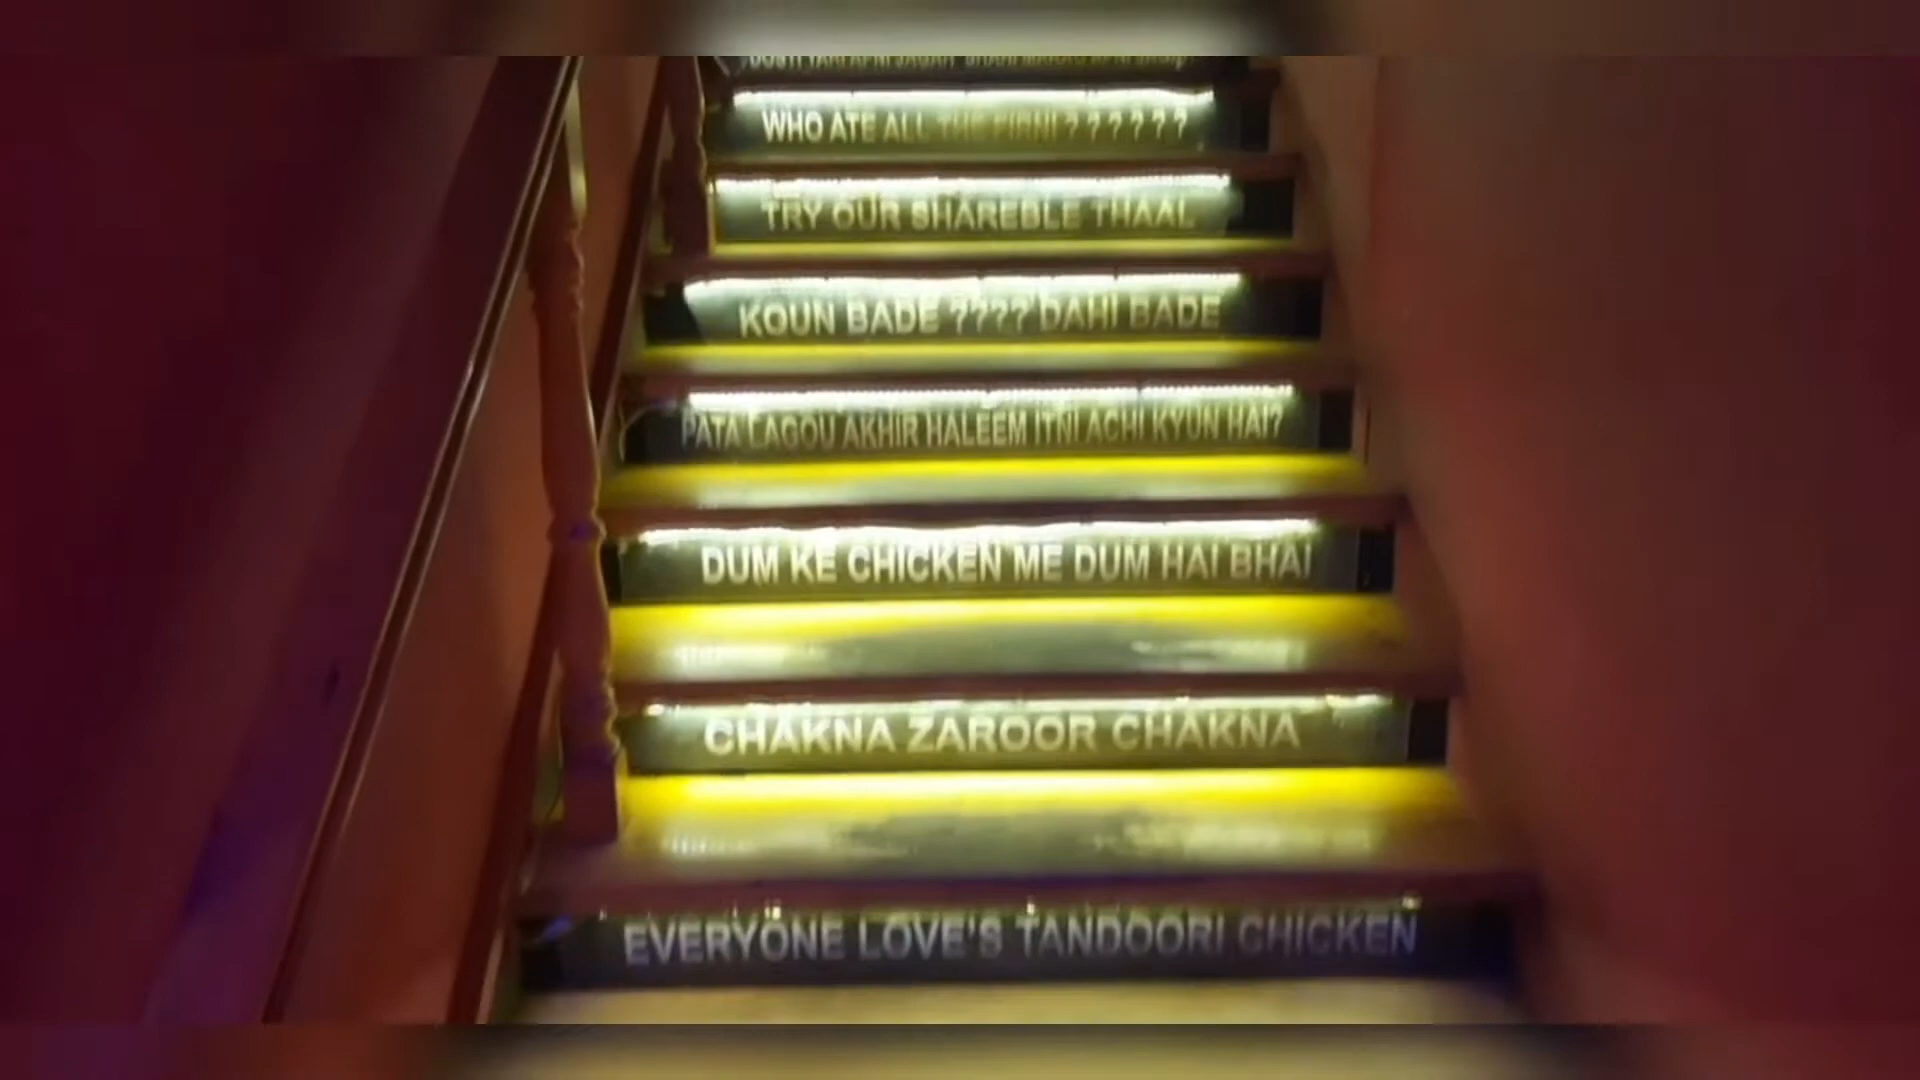 WHO ATE ALL THE FIRNI ? ? ? ? ? ?
TRY OUR SHAREBLE THAAL
KOUN BADE ???? DAHI BADE
PATA LAGOU AKHIR HALEEM ITNI ACHI KYUN HAI?
DUM KE CHICKEN ME DUM HAI BHAI
CHAKNA ZAROOR CHAKNA
EVERYONE LOVE'S TANDOORI CHICKEN